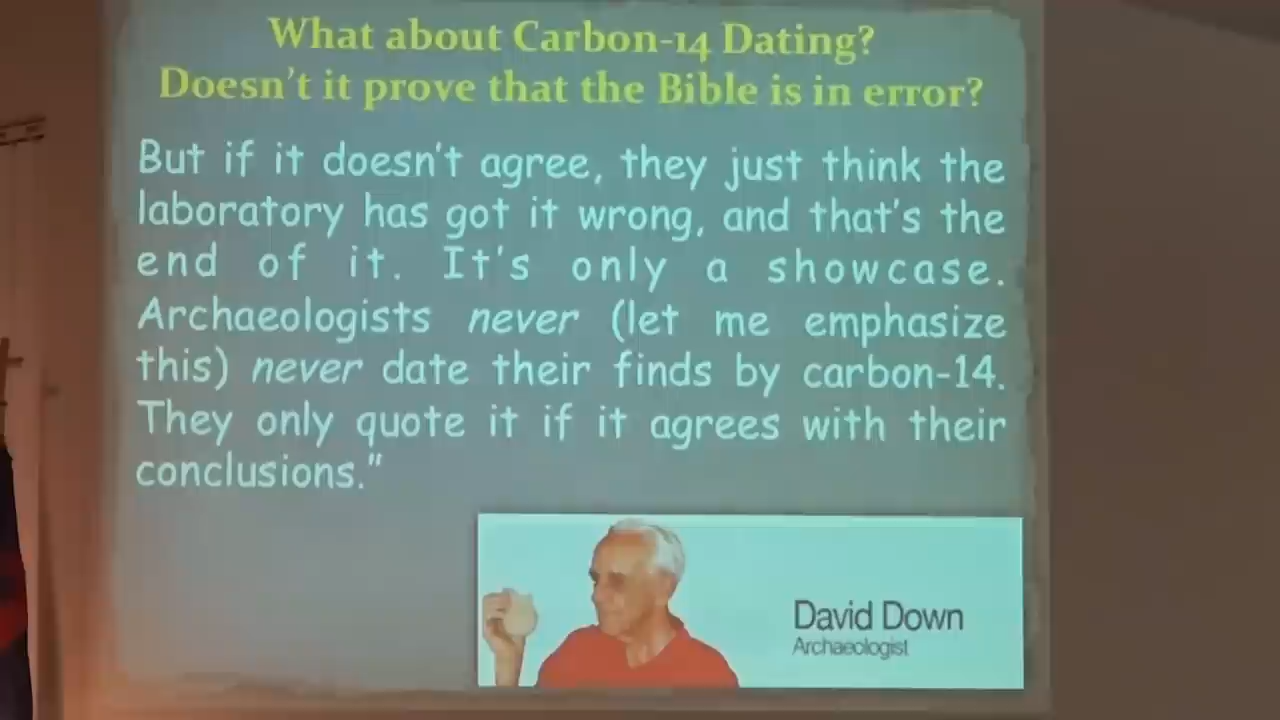 What about Carbon-14 Dating?
Doesn't it prove that the Bible is in error?
But if it doesn't agree, they just think the
laboratory has got it wrong, and that's the
end of it. It's only a showcase.
Archaeologists never (let me emphasize
this) never date their finds by carbon-14.
They only quote it if it agrees with their
conclusions."
David Down
Archaeologist